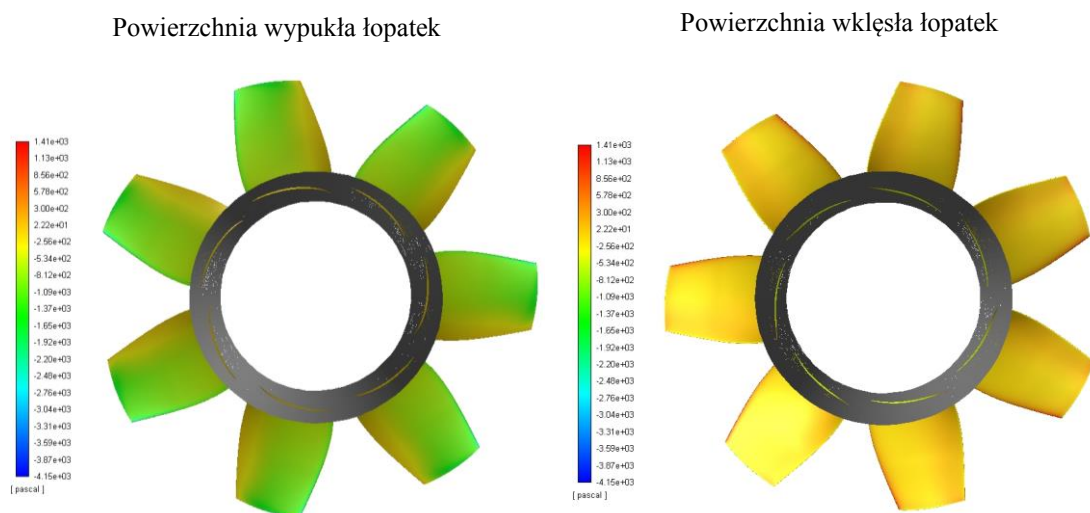 Powierzchnia wypukła łopatek
Powierzchnia wklęsła łopatek
1.41e+03
1.13e+03
8.56e+02
5.78e+02
3.00e+02
2.22e+01
-2.56e+02
-5.34e+02
-8.12e+02
-1.09e+03
-1.37e+03
-1.65e+03
-1.92e+03
-2.20e+03
-2.48e+03
-2.76e+03
-3.04e+03
-3.31e+03
-3.59e+03
-3.87e+03
-4.15e+03
[ pascal ]
1.41e+03
1.13e+03
8.56e+02
5.78e+02
3.00e+02
2.22e+01
-2.56e+02
-5.34e+02
-8.12e+02
-1.09e+03
-1.37e+03
-1.65e+03
-1.92e+03
-2.20e+03
-2.48e+03
-2.76e+03
-3.04e+03
-3.31e+03
-3.59e+03
-3.87e+03
-4.15e+03
[ pascal ]